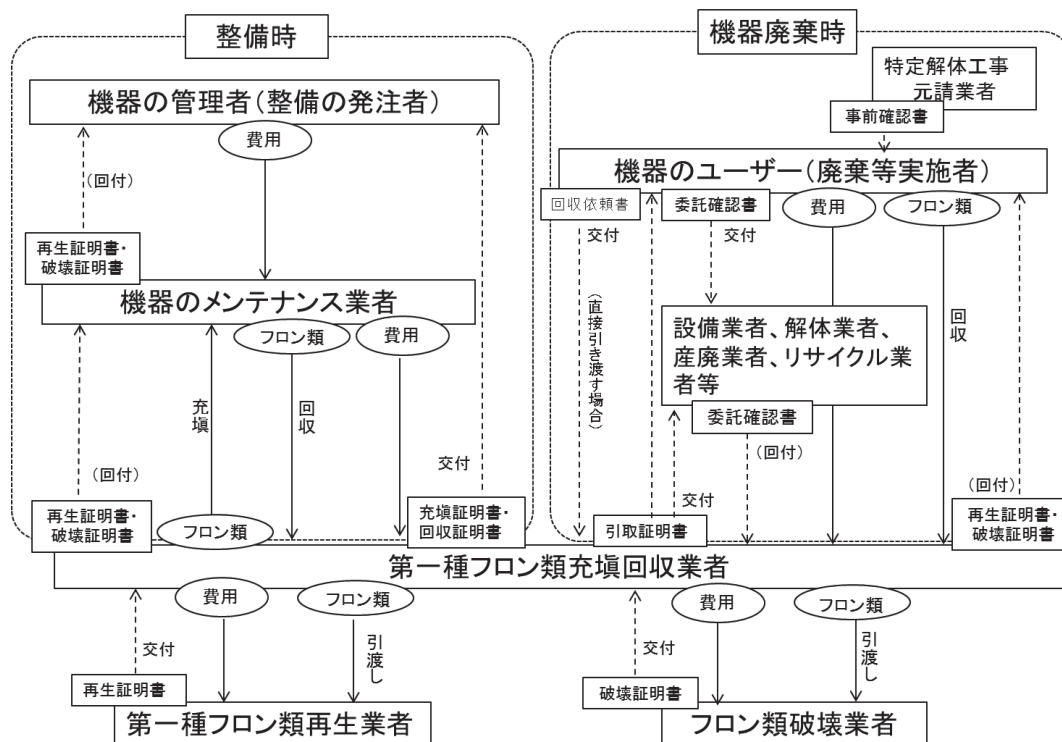 整備時
機器の管理者(整備の発注者)
費用
(回付)
再生証明書・
破壊証明書
機器のメンテナンス業者
フロン類
費用
充塡
回収
(回付)
交付
再生証明書・
破壊証明書
フロン類
充塡証明書・
回収証明書
機器廃棄時
特定解体工事
元請業者
事前確認書
機器のユーザー(廃棄等実施者)
回収依頼書
委託確認書
費用
フロン類
交付
交付
(直接引き渡す場合)
設備業者、解体業者、
産廃業者、リサイクル業
者等
回収
委託確認書
(回付)
交付
引取証明書
(回付)
再生証明書・
破壊証明書
第一種フロン類充塡回収業者
費用
フロン類
交付
引渡し
再生証明書
第一種フロン類再生業者
費用
フロン類
交付
引渡し
破壊証明書
フロン類破壊業者